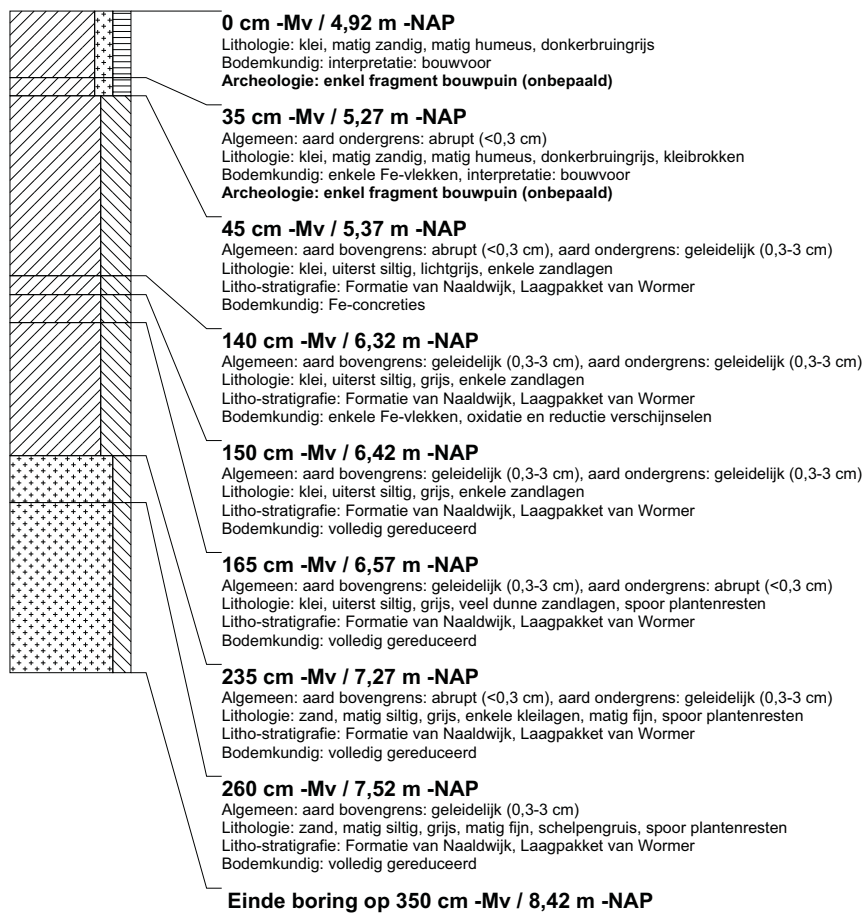 0 cm -Mv / 4,92 m -NAP
Lithologie: klei, matig zandig, matig humeus, donkerbruingrijs
Bodemkundig: interpretatie: bouwvoor
Archeologie: enkel fragment bouwpuin (onbepaald)
35 cm -Mv / 5,27 m -NAP
Algemeen: aard ondergrens: abrupt (<0,3 cm)
Lithologie: klei, matig zandig, matig humeus, donkerbruingrijs, kleibrokken
Bodemkundig: enkele Fe-vlekken, interpretatie: bouwvoor
Archeologie: enkel fragment bouwpuin (onbepaald)
45 cm -Mv / 5,37 m -NAP
Algemeen: aard bovengrens: abrupt (<0,3 cm), aard ondergrens: geleidelijk (0,3-3 cm)
Lithologie: klei, uiterst siltig, lichtgrijs, enkele zandlagen
Litho-stratigrafie: Formatie van Naaldwijk, Laagpakket van Wormer
Bodemkundig: Fe-concreties
140 cm -Mv / 6,32 m -NAP
Algemeen: aard bovengrens: geleidelijk (0,3-3 cm), aard ondergrens: geleidelijk (0,3-3 cm)
Lithologie: klei, uiterst siltig, grijs, enkele zandlagen
Litho-stratigrafie: Formatie van Naaldwijk, Laagpakket van Wormer
Bodemkundig: enkele Fe-vlekken, oxidatie en reductie verschijnselen
150 cm -Mv / 6,42 m -NAP
Algemeen: aard bovengrens: geleidelijk (0,3-3 cm), aard ondergrens: geleidelijk (0,3-3 cm)
Lithologie: klei, uiterst siltig, grijs, enkele zandlagen
Litho-stratigrafie: Formatie van Naaldwijk, Laagpakket van Wormer
Bodemkundig: volledig gereduceerd
165 cm -Mv / 6,57 m -NAP
Algemeen: aard bovengrens: geleidelijk (0,3-3 cm), aard ondergrens: abrupt (<0,3 cm)
Lithologie: klei, uiterst siltig, grijs, veel dunne zandlagen, spoor plantenresten
Litho-stratigrafie: Formatie van Naaldwijk, Laagpakket van Wormer
Bodemkundig: volledig gereduceerd
235 cm -Mv / 7,27 m -NAP
Algemeen: aard bovengrens: abrupt (<0,3 cm), aard ondergrens: geleidelijk (0,3-3 cm)
Lithologie: zand, matig siltig, grijs, enkele kleilagen, matig fijn, spoor plantenresten
Litho-stratigrafie: Formatie van Naaldwijk, Laagpakket van Wormer
Bodemkundig: volledig gereduceerd
260 cm -Mv / 7,52 m -NAP
Algemeen: aard bovengrens: geleidelijk (0,3-3 cm)
Lithologie: zand, matig siltig, grijs, matig fijn, schelpengruis, spoor plantenresten
Litho-stratigrafie: Formatie van Naaldwijk, Laagpakket van Wormer
Bodemkundig: volledig gereduceerd
Einde boring op 350 cm -Mv / 8,42 m -NAP